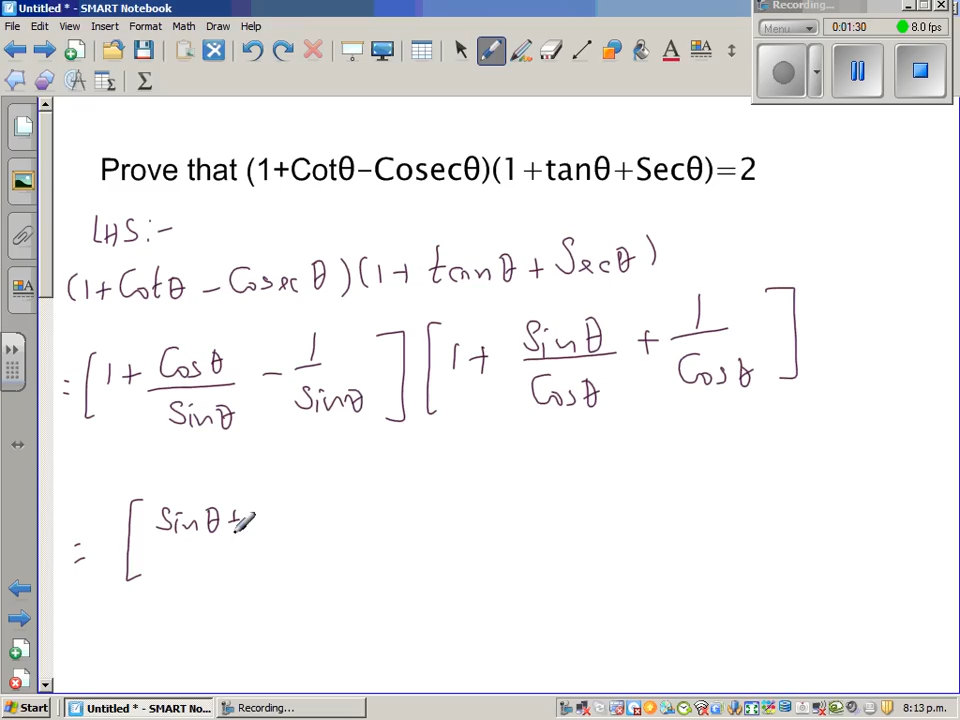 Untitled * - SMART Notebook
Recording...
File Edit View Insert Format Math Draw Help
Menu 0:01:30 8.0 fps
Prove that (1+Cotθ-Cosecθ)(1+tanθ+Secθ)=2
LHS:-
(1+Cotθ - Cosec θ)(1+ tanθ + Secθ)
= [1 + Cosθ/Sinθ - 1/Sinθ] [1 + Sinθ/Cosθ + 1/Cosθ]
= [ Sinθ +
Start Untitled * - SMART No... Recording... 8:13 p.m.